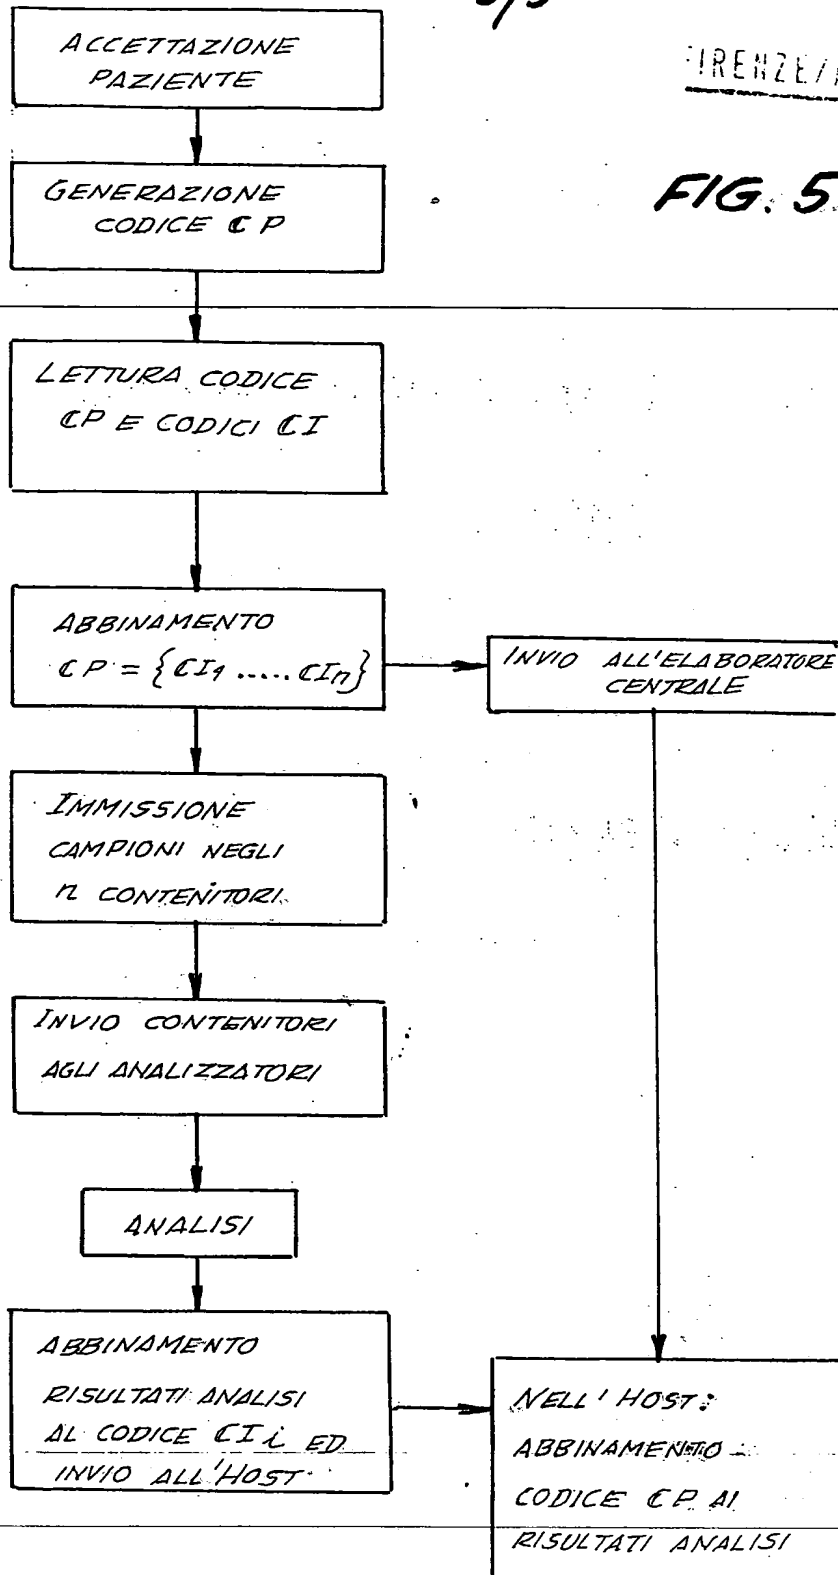 ACCETTAZIONE
PAZIENTE
FIG. 5
GENERAZIONE
CODICE CP
LETTURA CODICE
CP E CODICI CI
ABBINAMENTO
CP = {CI1 ..... CIn}
INVIO ALL'ELABORATORE
CENTRALE
IMMISSIONE
CAMPIONI NEGLI
n CONTENITORI
INVIO CONTENITORI
AGLI ANALIZZATORI
ANALISI
ABBINAMENTO
RISULTATI ANALISI
AL CODICE CIi ED
INVIO ALL'HOST
NELL'HOST:
ABBINAMENTO
CODICE CP AI
RISULTATI ANALISI